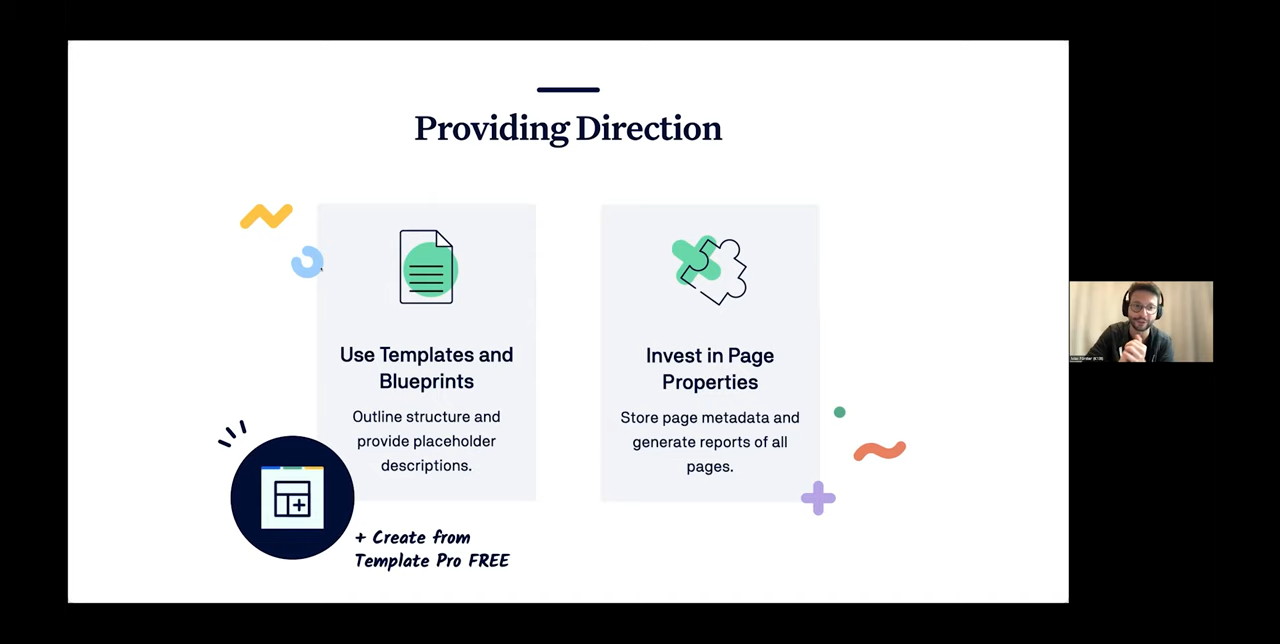 Providing Direction
Use Templates and
Blueprints
Outline structure and
provide placeholder
descriptions.
Invest in Page
Properties
Store page metadata and
generate reports of all
pages.
+ Create from
Template Pro FREE